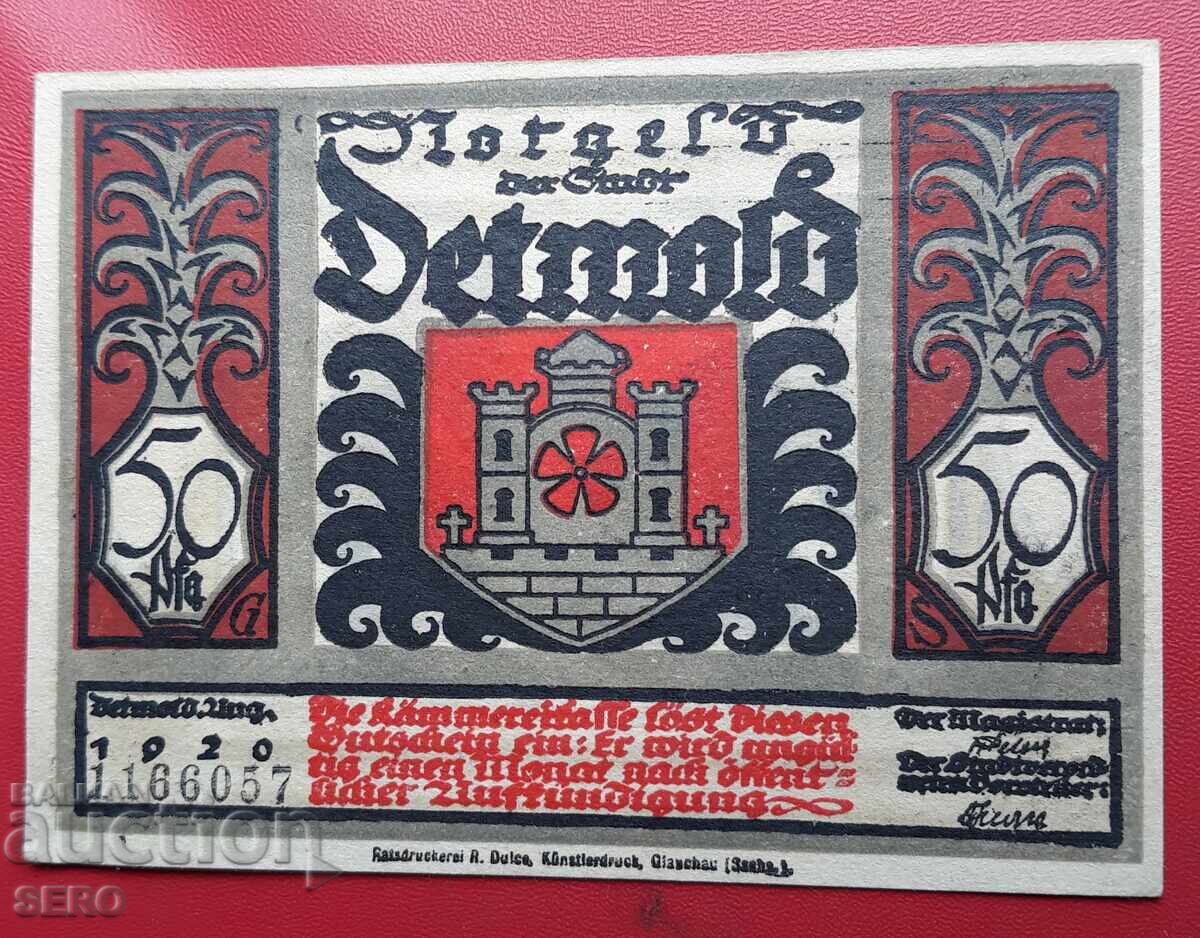 Notgeld
der Stadt
Detmold
50
Pfg
G
50
Pfg
S
Detmold, Aug.
1920
1166057
Die Kämmereikasse löst diesen
Gutschein ein: Er wird ungül-
tig einen Monat nach öffent-
licher Aufkündigung
Der Magistrat:
Der Stadtverord-
Ratsdruckerei R. Dulce, Künstlerdruck, Glauchau (Sachs.).
BALKAN
auction
SERO